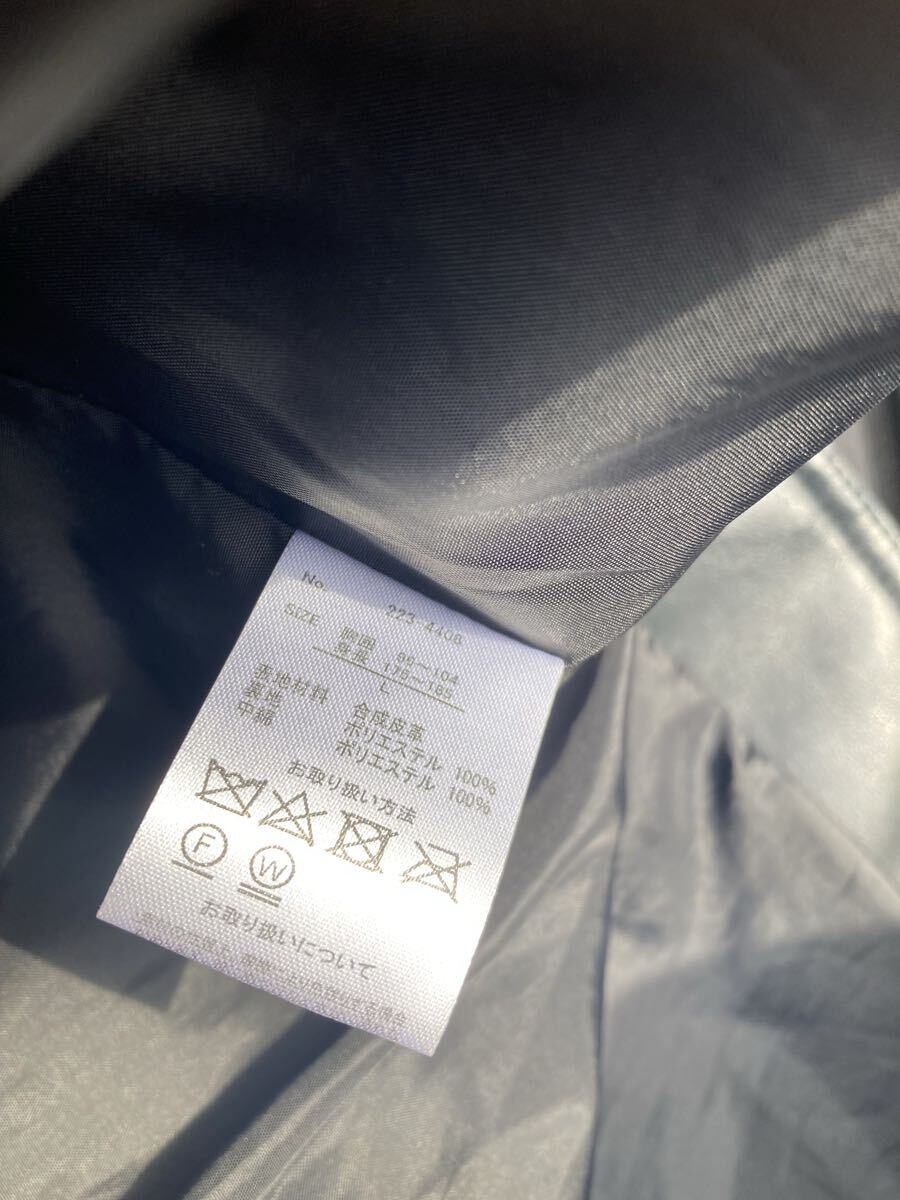 No. 223-4408
SIZE 胸囲 96～104
身長 175～185
L
表地材料 合成皮革
裏地 ポリエステル 100%
中綿 ポリエステル 100%
お取り扱い方法
F
W
お取り扱いについて